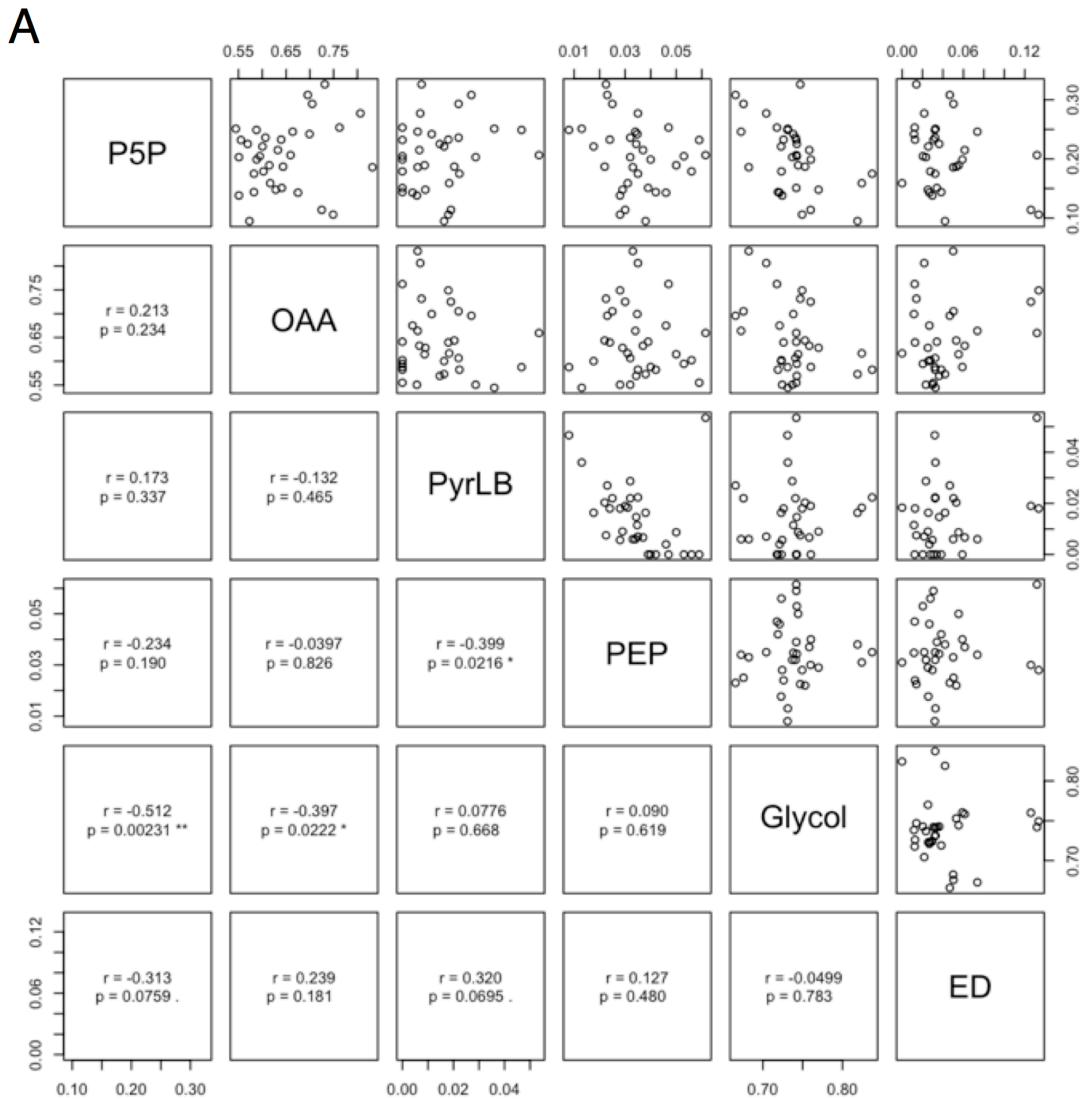 A
0.55 0.65 0.75
0.01 0.03 0.05
0.00 0.06 0.12
P5P
0.10 0.20 0.30
0.55 0.65 0.75
r = 0.213
p = 0.234
OAA
r = 0.173
p = 0.337
r = -0.132
p = 0.465
PyrLB
0.00 0.02 0.04
0.01 0.03 0.05
r = -0.234
p = 0.190
r = -0.0397
p = 0.826
r = -0.399
p = 0.0216 *
PEP
r = -0.512
p = 0.00231 **
r = -0.397
p = 0.0222 *
r = 0.0776
p = 0.668
r = 0.090
p = 0.619
Glycol
0.70 0.80
0.00 0.06 0.12
r = -0.313
p = 0.0759 .
r = 0.239
p = 0.181
r = 0.320
p = 0.0695 .
r = 0.127
p = 0.480
r = -0.0499
p = 0.783
ED
0.10 0.20 0.30
0.00 0.02 0.04
0.70 0.80